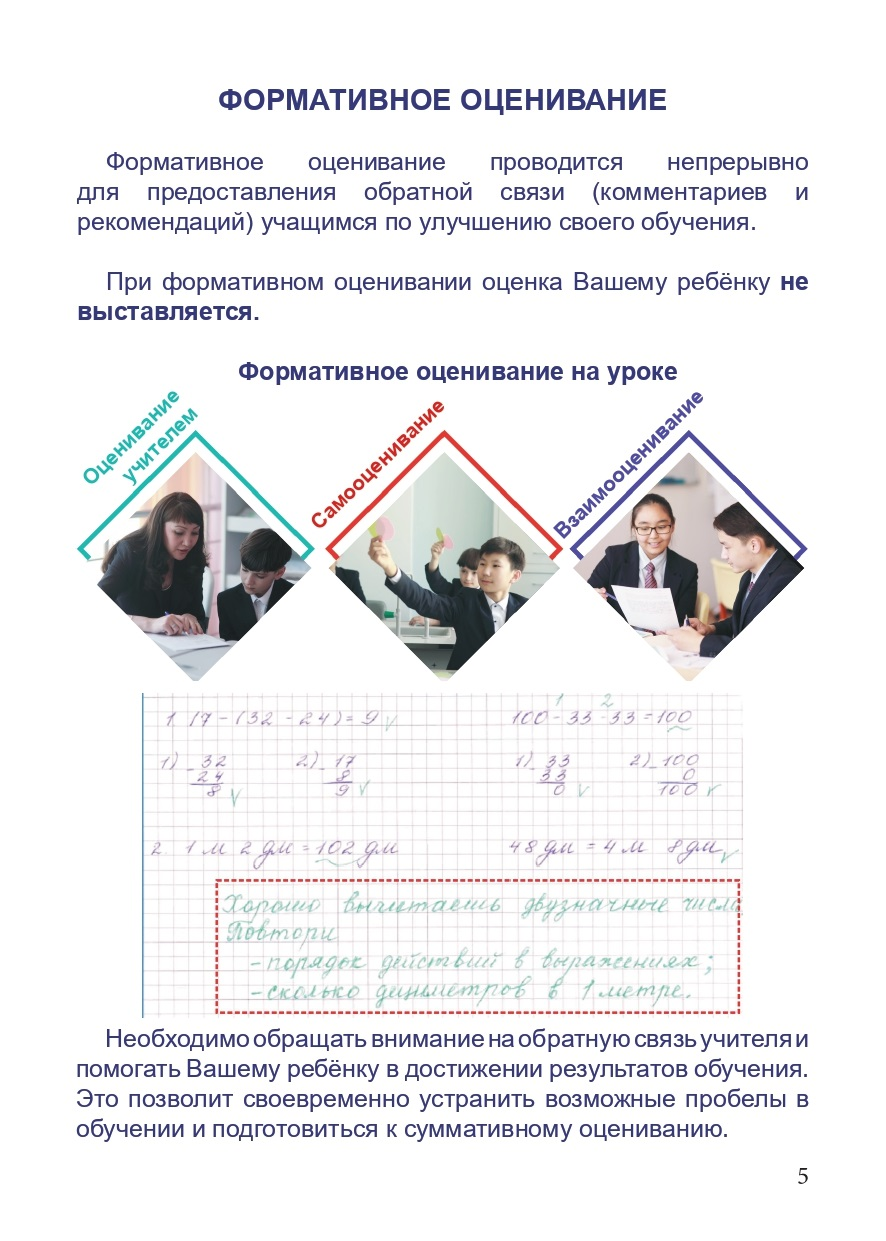 ФОРМАТИВНОЕ ОЦЕНИВАНИЕ
Формативное оценивание проводится непрерывно
для предоставления обратной связи (комментариев и
рекомендаций) учащимся по улучшению своего обучения.
При формативном оценивании оценка Вашему ребёнку не
выставляется.
Формативное оценивание на уроке
Оценивание
учителем
Самооценивание
Взаимооценивание
1 17 - (32 - 24) = 9
1) - 32
24
8
2) - 17
8
9
1 2
100 - 33 - 33 = 100
1) - 33
33
0
2) - 100
0
100
2 1 м 2 дм = 102 дм
48 дм = 4 м 8 дм
Хорошо вычитаешь двузначные числа
Повтори
- порядок действий в выражениях;
- сколько дециметров в 1 метре.
Необходимо обращать внимание на обратную связь учителя и
помогать Вашему ребёнку в достижении результатов обучения.
Это позволит своевременно устранить возможные пробелы в
обучении и подготовиться к суммативному оцениванию.
5